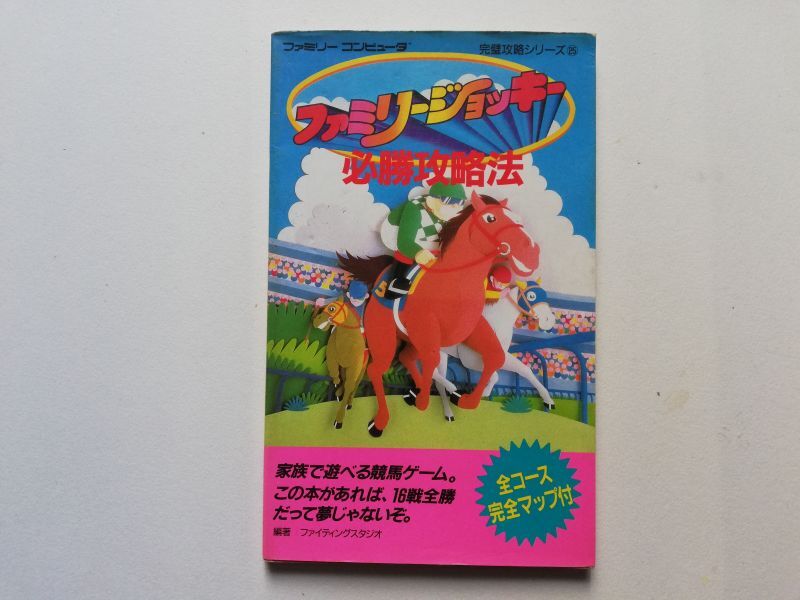 ファミリー コンピュータ
完璧攻略シリーズ㉕
ファミリージョッキー
必勝攻略法
5
家族で遊べる競馬ゲーム。
この本があれば、16戦全勝
だって夢じゃないぞ。
編著 ファイティングスタジオ
全コース
完全マップ付